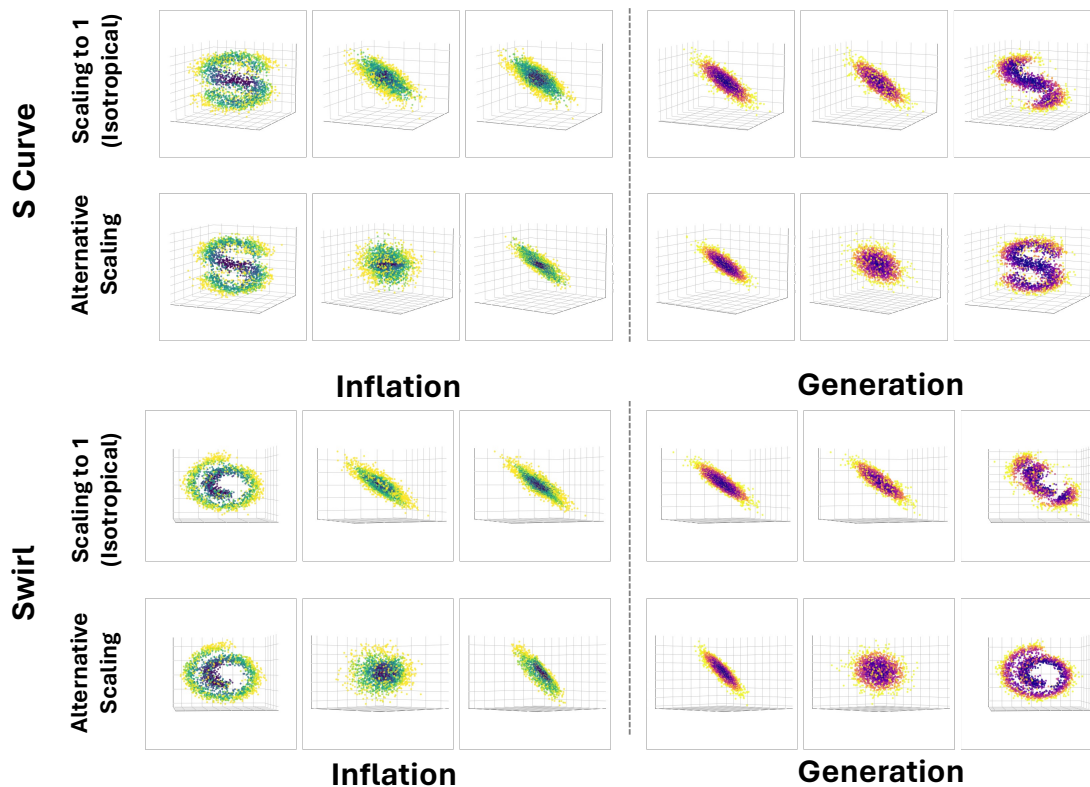 S Curve
Scaling to 1
(Isotropical)
Alternative
Scaling
Inflation
Generation
Swirl
Scaling to 1
(Isotropical)
Alternative
Scaling
Inflation
Generation